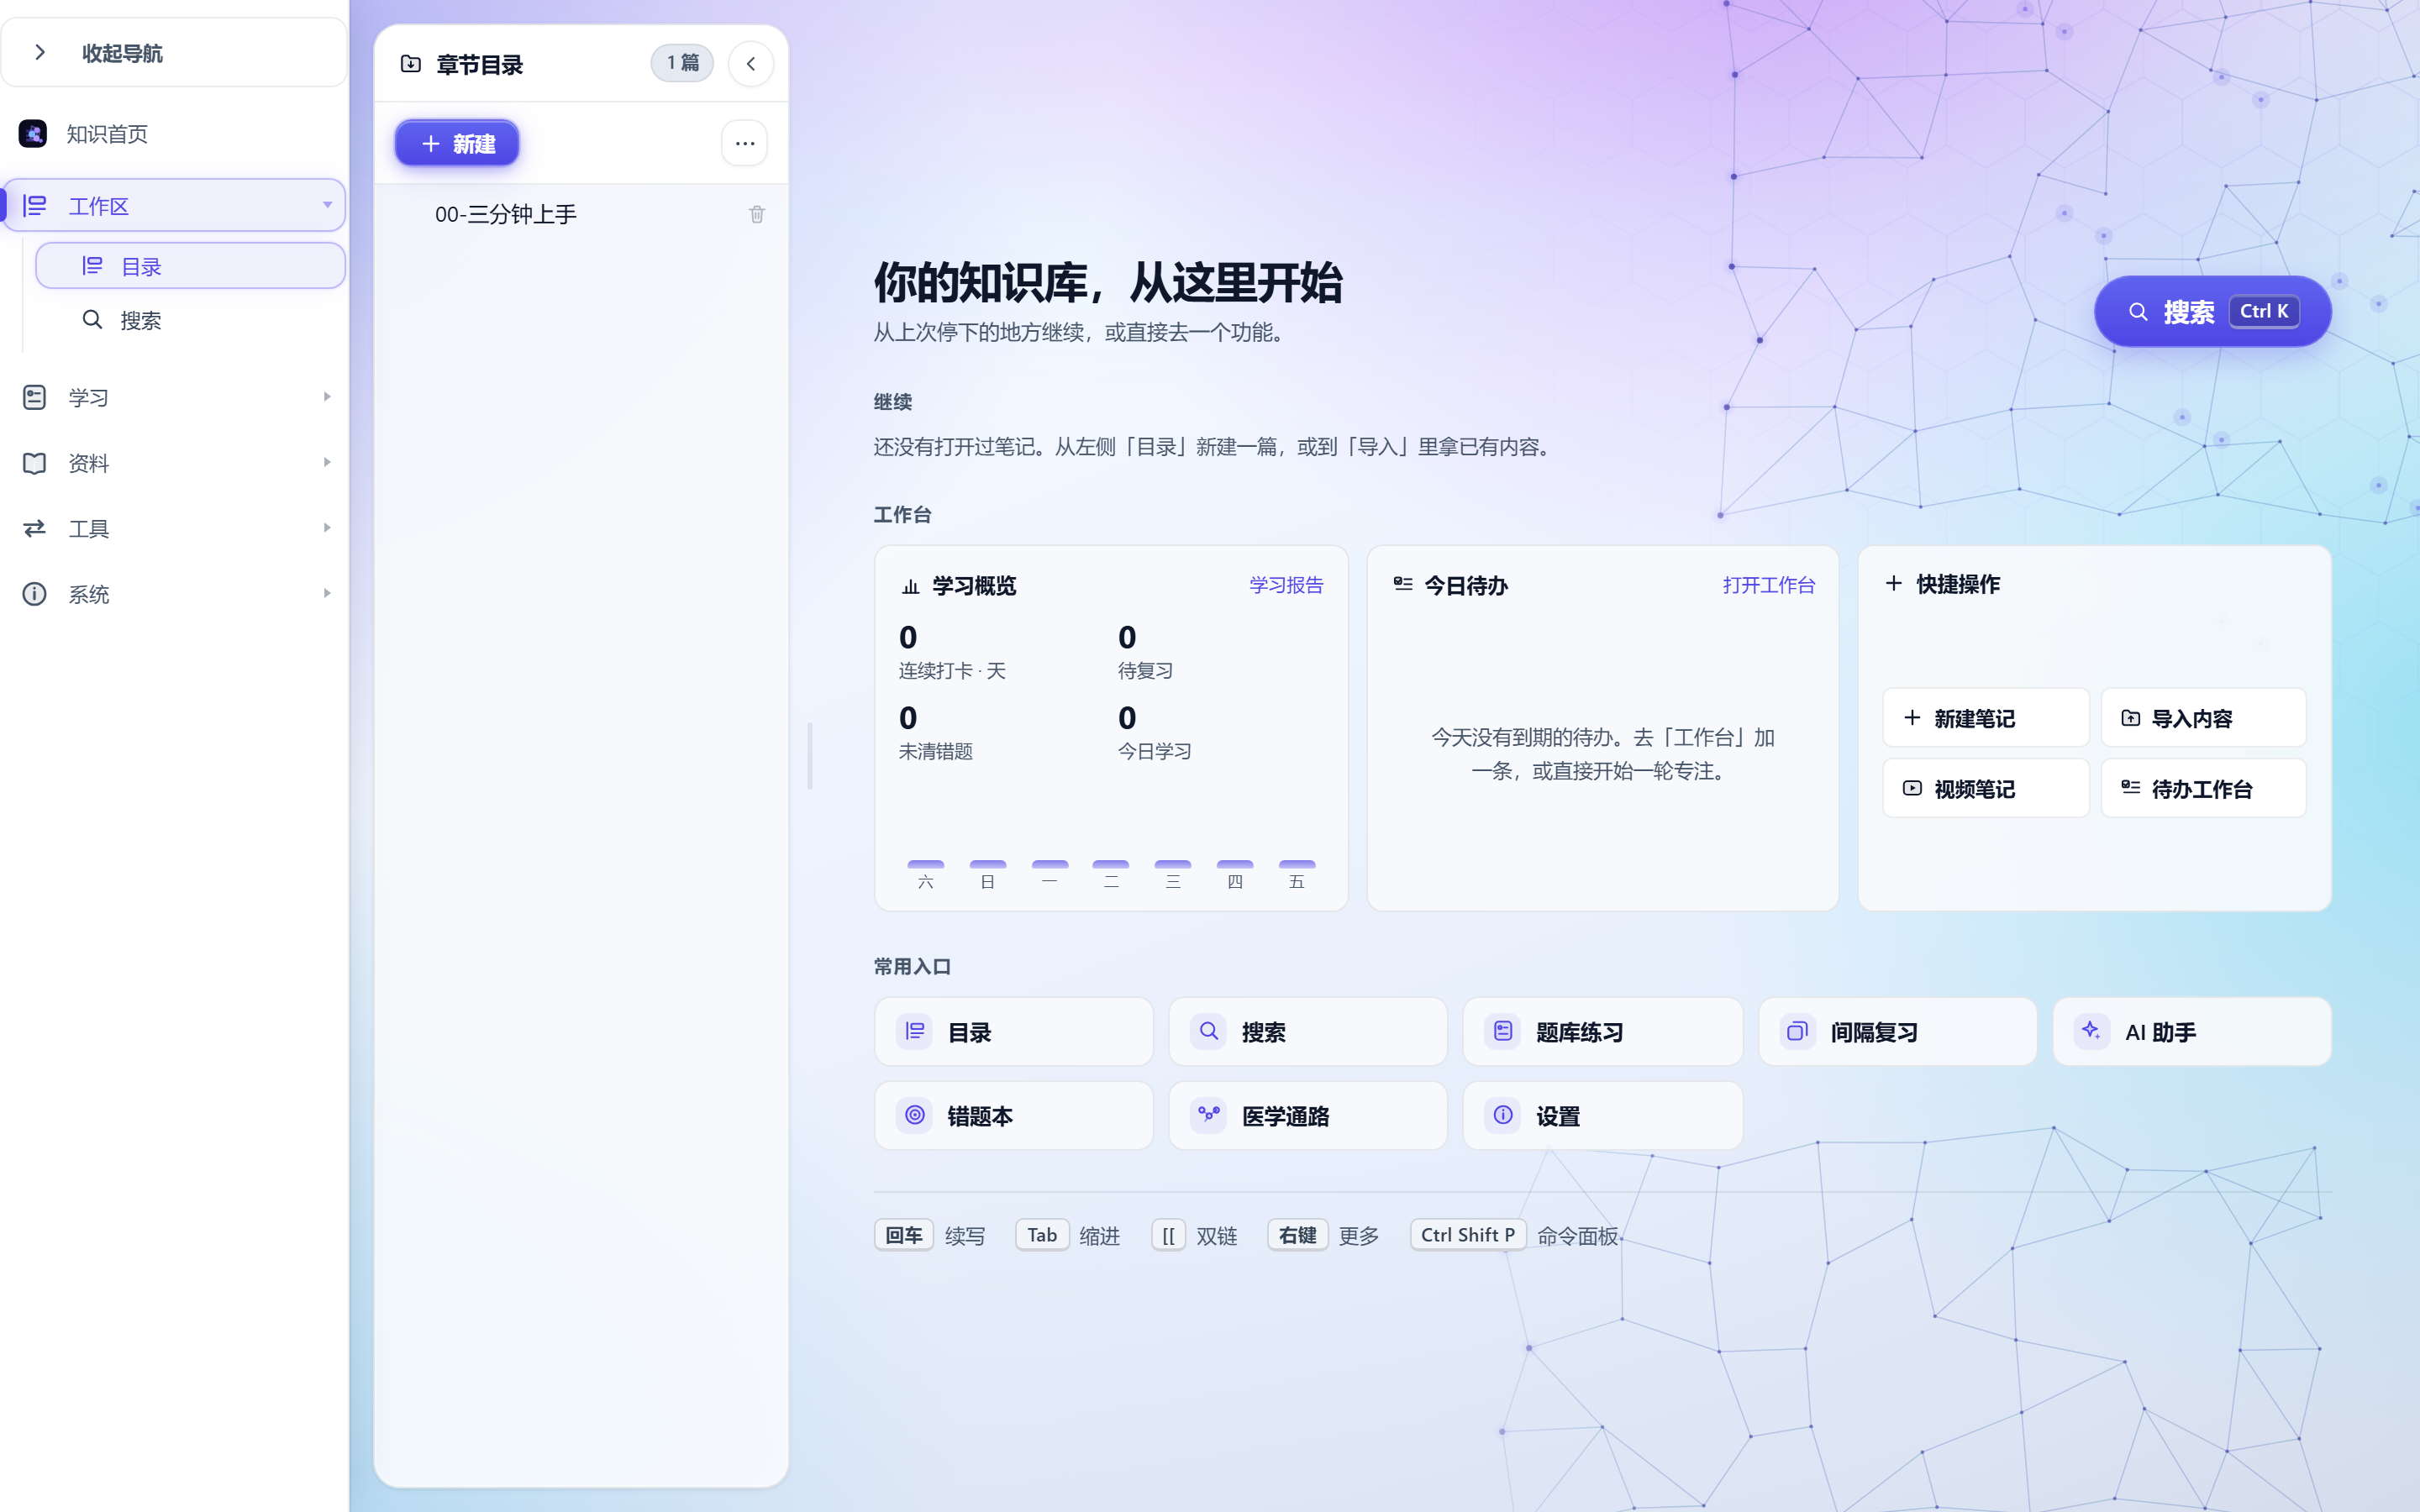 收起导航
知识首页
工作区
目录
搜索
学习
资料
工具
系统
章节目录
1 篇
新建
00-三分钟上手
你的知识库，从这里开始
从上次停下的地方继续，或直接去一个功能。
搜索 Ctrl K
继续
还没有打开过笔记。从左侧「目录」新建一篇，或到「导入」里拿已有内容。
工作台
学习概览 学习报告
0 0
连续打卡 · 天 待复习
0 0
未清错题 今日学习
六 日 一 二 三 四 五
今日待办 打开工作台
今天没有到期的待办。去「工作台」加
一条，或直接开始一轮专注。
快捷操作
新建笔记 导入内容
视频笔记 待办工作台
常用入口
目录 搜索 题库练习 间隔复习 AI 助手
错题本 医学通路 设置
回车 续写 Tab 缩进 [[ 双链 右键 更多 Ctrl Shift P 命令面板